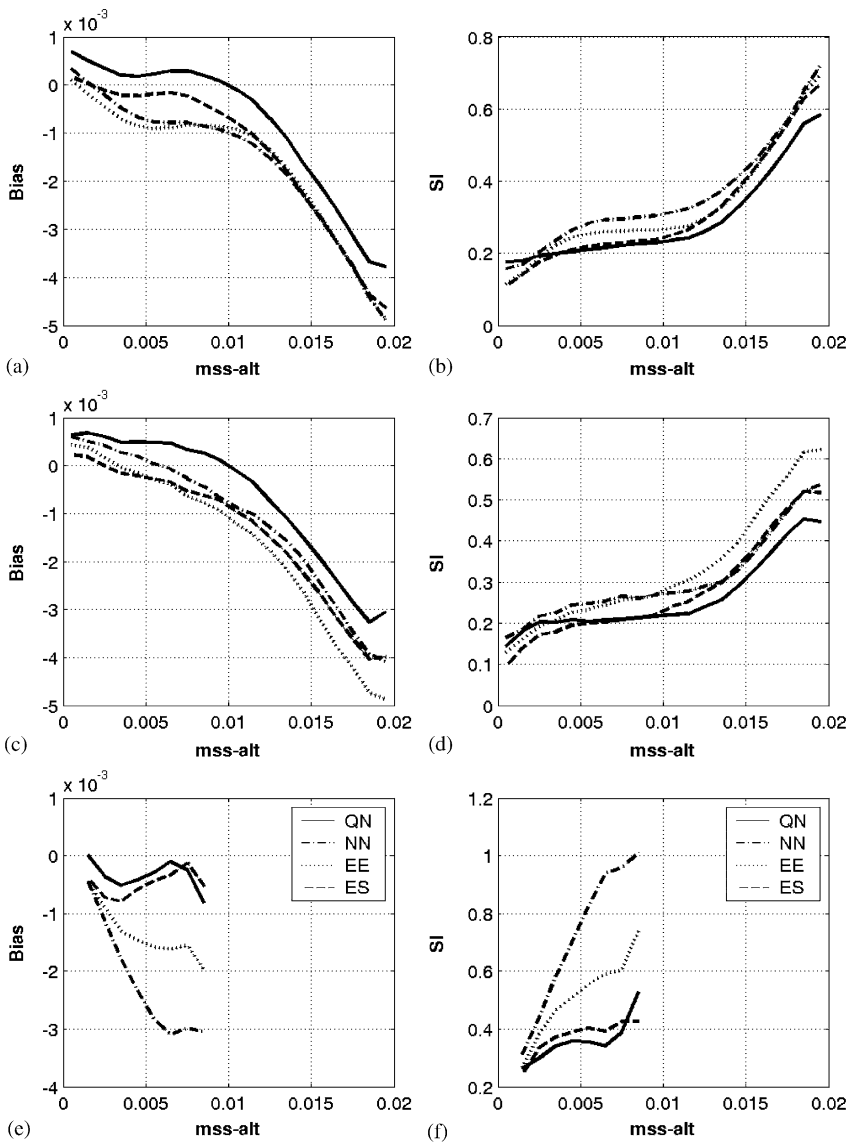 x 10⁻³
1
0
-1
-2
-3
-4
-5
Bias
0
0.005
0.01
0.015
0.02
mss-alt
(a)
0.8
0.6
0.4
0.2
0
SI
0
0.005
0.01
0.015
0.02
mss-alt
(b)
x 10⁻³
1
0
-1
-2
-3
-4
-5
Bias
0
0.005
0.01
0.015
0.02
mss-alt
(c)
0.7
0.6
0.5
0.4
0.3
0.2
0.1
0
SI
0
0.005
0.01
0.015
0.02
mss-alt
(d)
x 10⁻³
1
0
-1
-2
-3
-4
Bias
QN
NN
EE
ES
0
0.005
0.01
0.015
0.02
mss-alt
(e)
1.2
1
0.8
0.6
0.4
0.2
SI
QN
NN
EE
ES
0
0.005
0.01
0.015
0.02
mss-alt
(f)